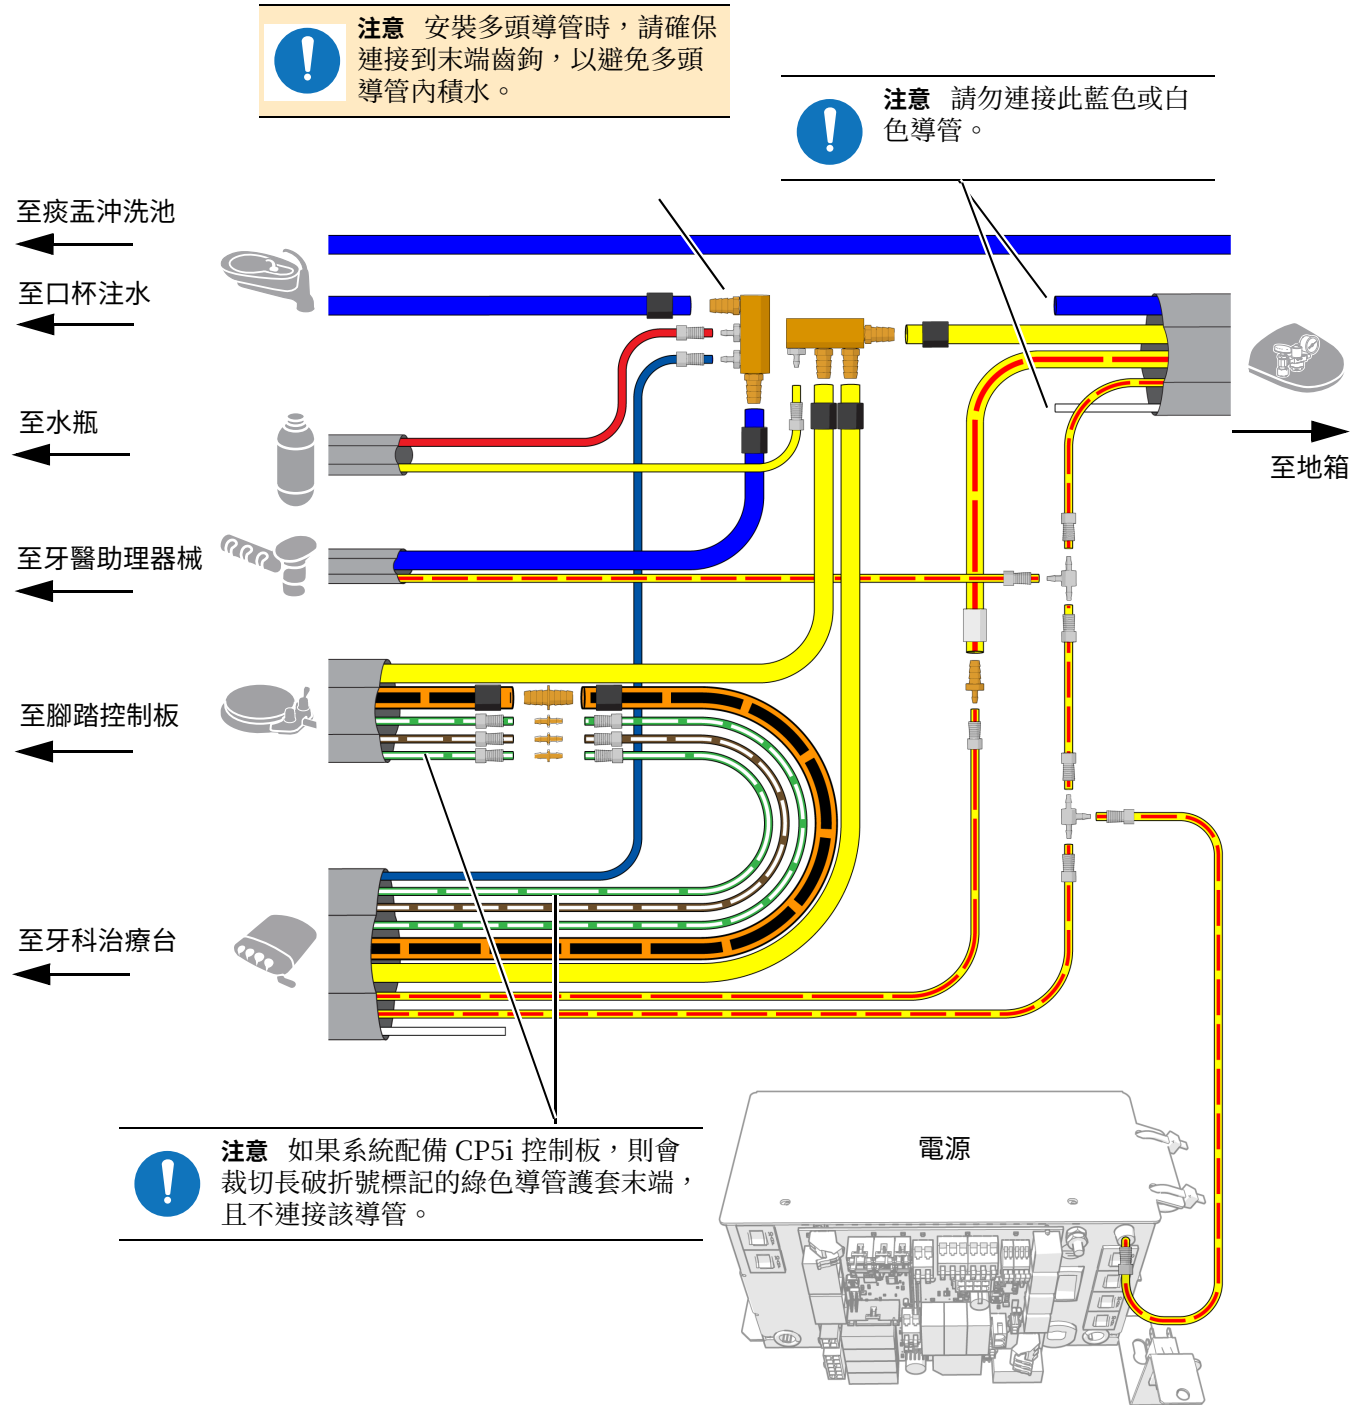 注意 安裝多頭導管時，請確保
連接到末端齒鉤，以避免多頭
導管內積水。
注意 請勿連接此藍色或白
色導管。
至痰盂沖洗池
至口杯注水
至水瓶
至地箱
至牙醫助理器械
至腳踏控制板
至牙科治療台
注意 如果系統配備 CP5i 控制板，則會
裁切長破折號標記的綠色導管護套末端，
且不連接該導管。
電源